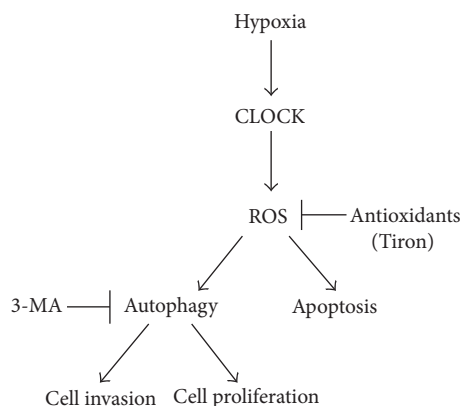 Hypoxia
CLOCK
ROS
Antioxidants
(Tiron)
3-MA
Autophagy
Apoptosis
Cell invasion
Cell proliferation